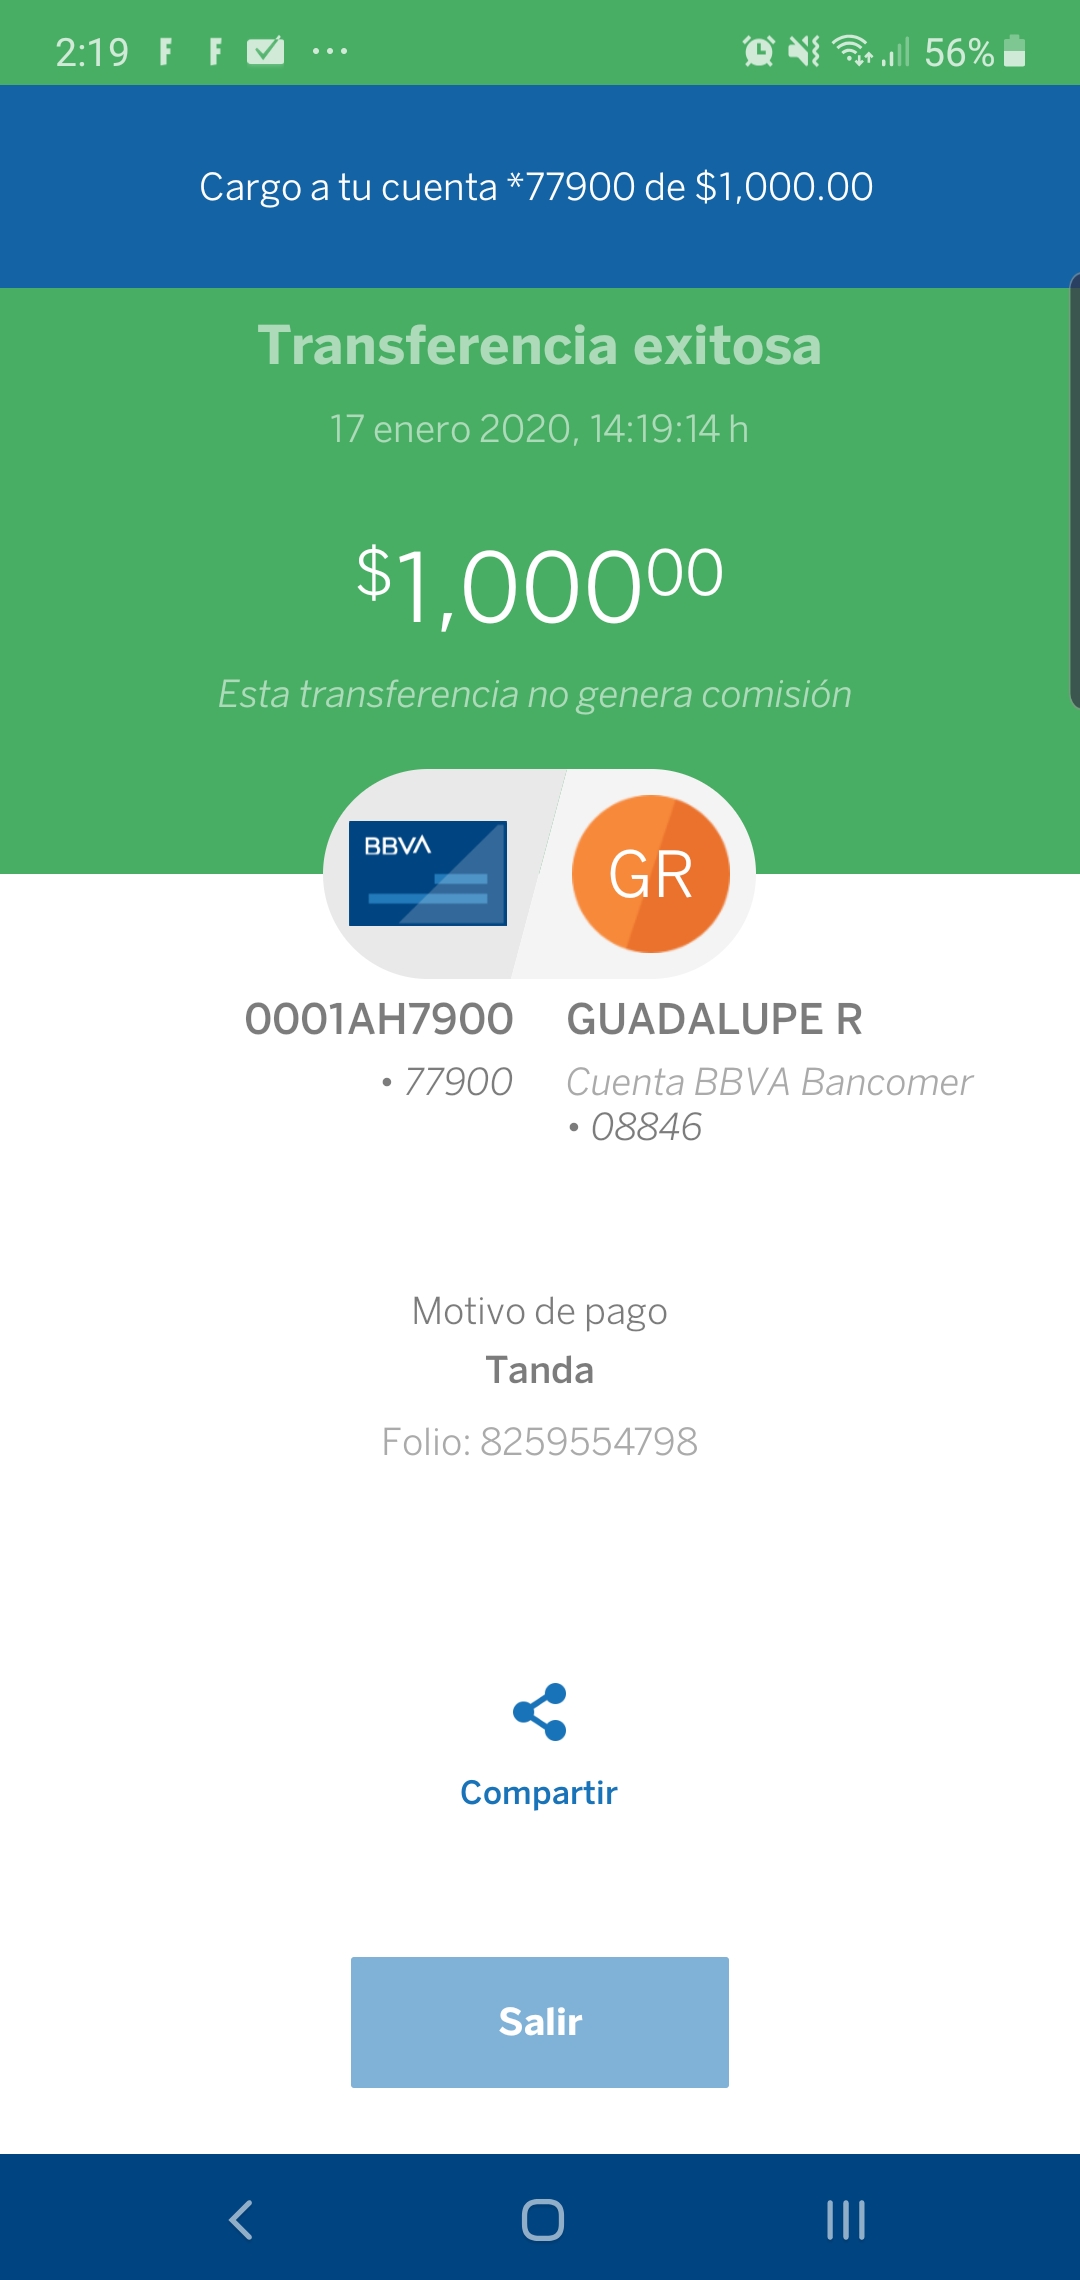 2:19
56%
Cargo a tu cuenta *77900 de $1,000.00
Transferencia exitosa
17 enero 2020, 14:19:14 h
$1,00000
Esta transferencia no genera comisión
BBVA
GR
0001AH7900
• 77900
GUADALUPE R
Cuenta BBVA Bancomer
• 08846
Motivo de pago
Tanda
Folio: 8259554798
Compartir
Salir